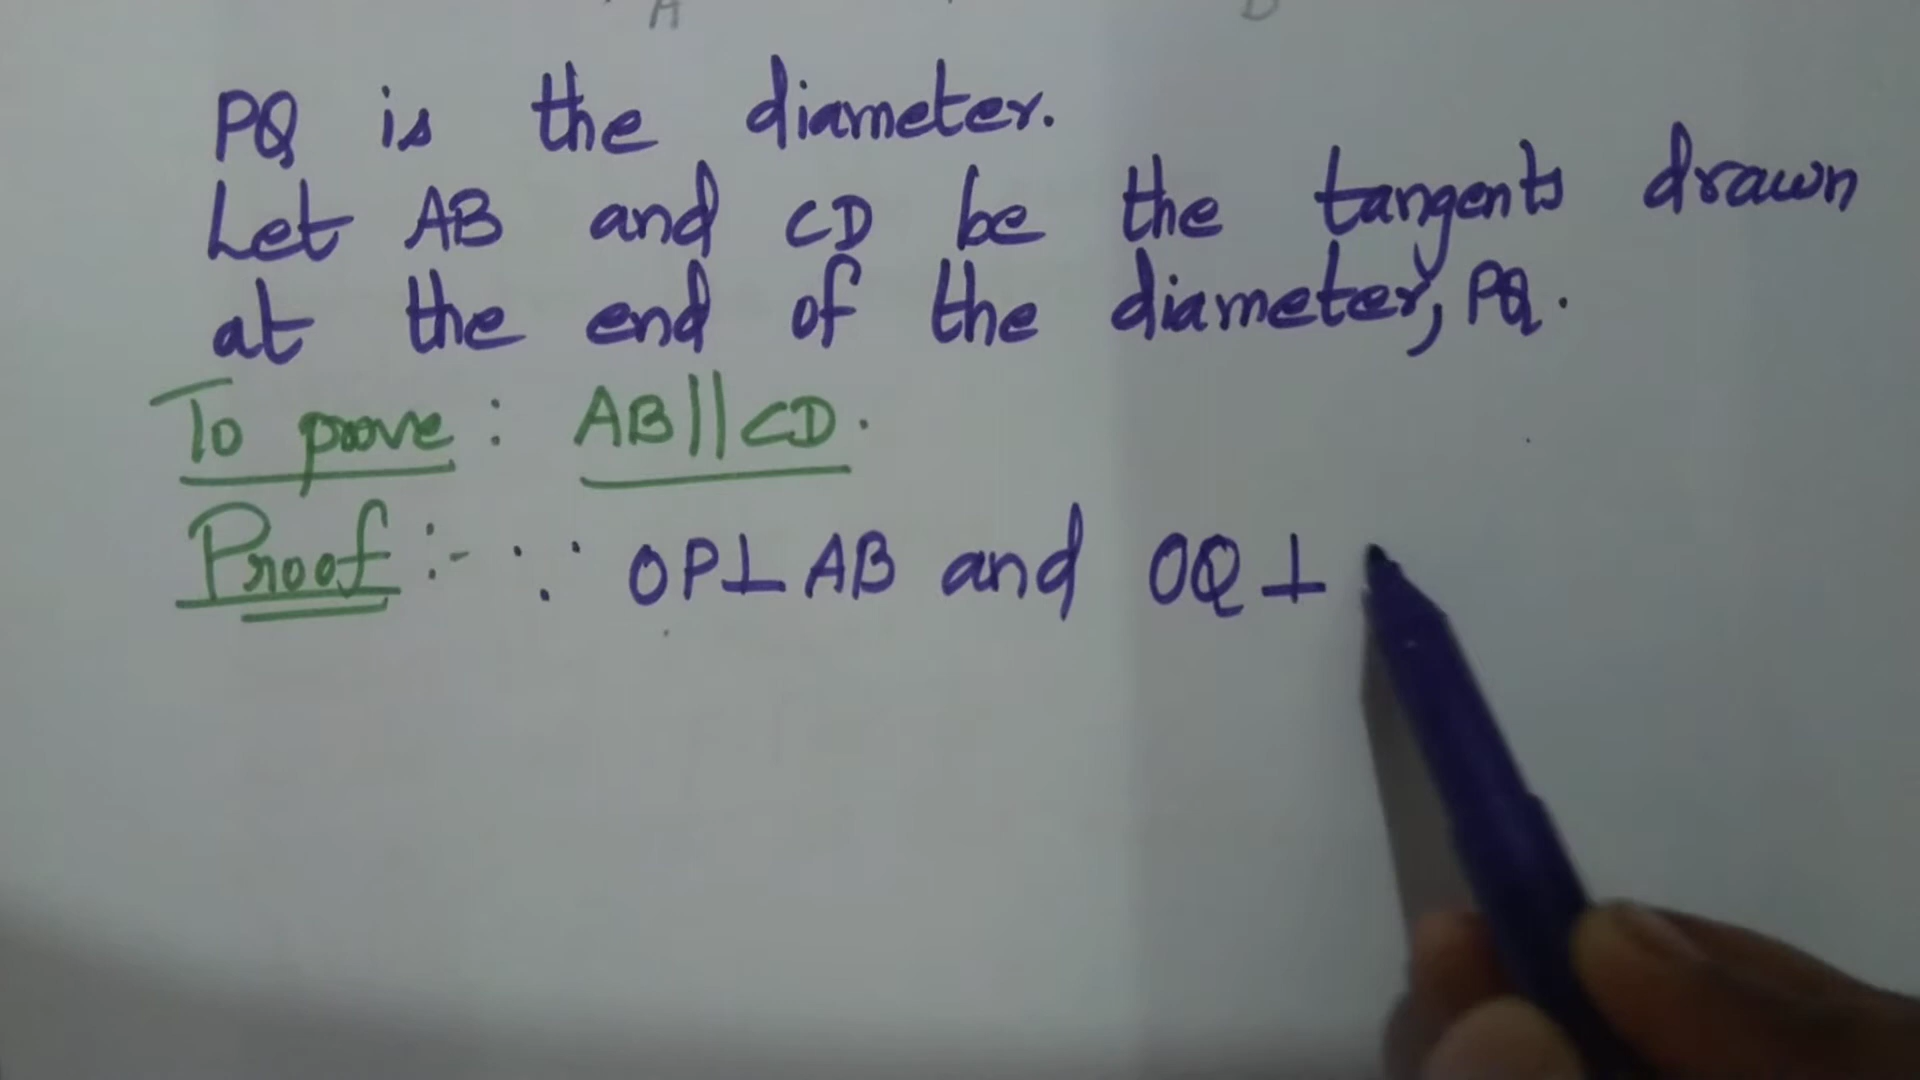 A D
PQ is the diameter.
Let AB and CD be the tangents drawn
at the end of the diameter, PQ.
To prove: AB||CD.
Proof:- ∵ OP⊥AB and OQ⊥